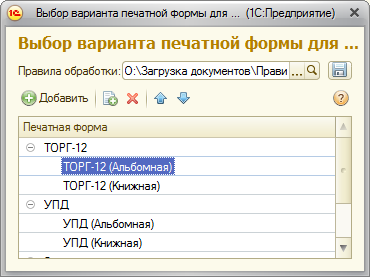 Выбор варианта печатной формы для ... (1С:Предприятие)
Выбор варианта печатной формы для ...
Правила обработки: O:\Загрузка документов\Прави ...
Добавить
Печатная Форма
ТОРГ-12
ТОРГ-12 (Альбомная)
ТОРГ-12 (Книжная)
УПД
УПД (Альбомная)
УПД (Книжная)